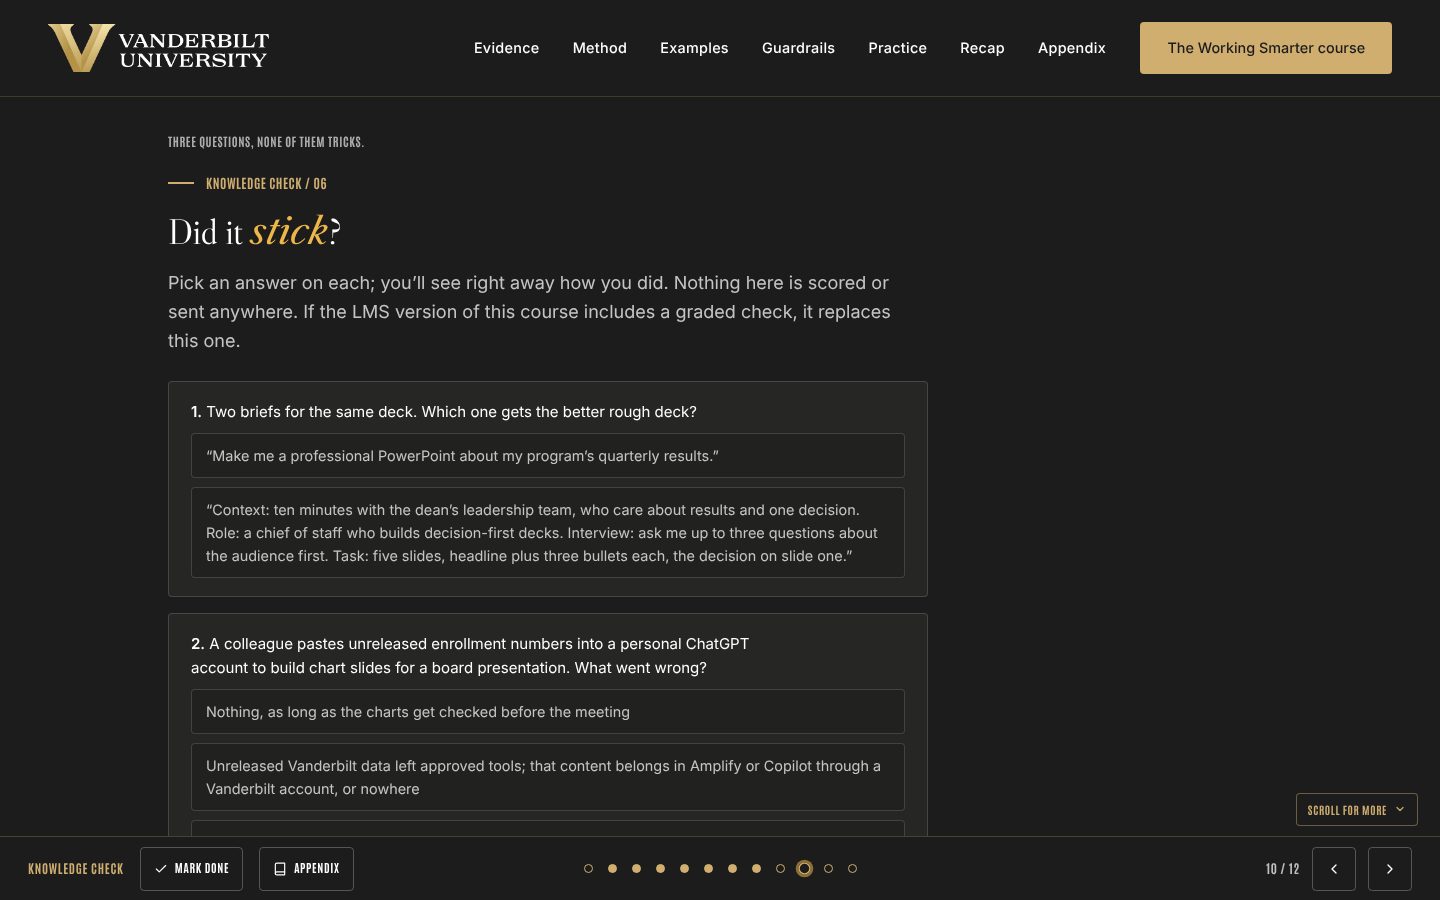 VANDERBILT
UNIVERSITY
Evidence Method Examples Guardrails Practice Recap Appendix The Working Smarter course
THREE QUESTIONS, NONE OF THEM TRICKS.
KNOWLEDGE CHECK / 06
Did it stick?
Pick an answer on each; you’ll see right away how you did. Nothing here is scored or
sent anywhere. If the LMS version of this course includes a graded check, it replaces
this one.
1. Two briefs for the same deck. Which one gets the better rough deck?
“Make me a professional PowerPoint about my program’s quarterly results.”
“Context: ten minutes with the dean’s leadership team, who care about results and one decision.
Role: a chief of staff who builds decision-first decks. Interview: ask me up to three questions about
the audience first. Task: five slides, headline plus three bullets each, the decision on slide one.”
2. A colleague pastes unreleased enrollment numbers into a personal ChatGPT
account to build chart slides for a board presentation. What went wrong?
Nothing, as long as the charts get checked before the meeting
Unreleased Vanderbilt data left approved tools; that content belongs in Amplify or Copilot through a
Vanderbilt account, or nowhere
SCROLL FOR MORE
KNOWLEDGE CHECK MARK DONE APPENDIX 10 / 12